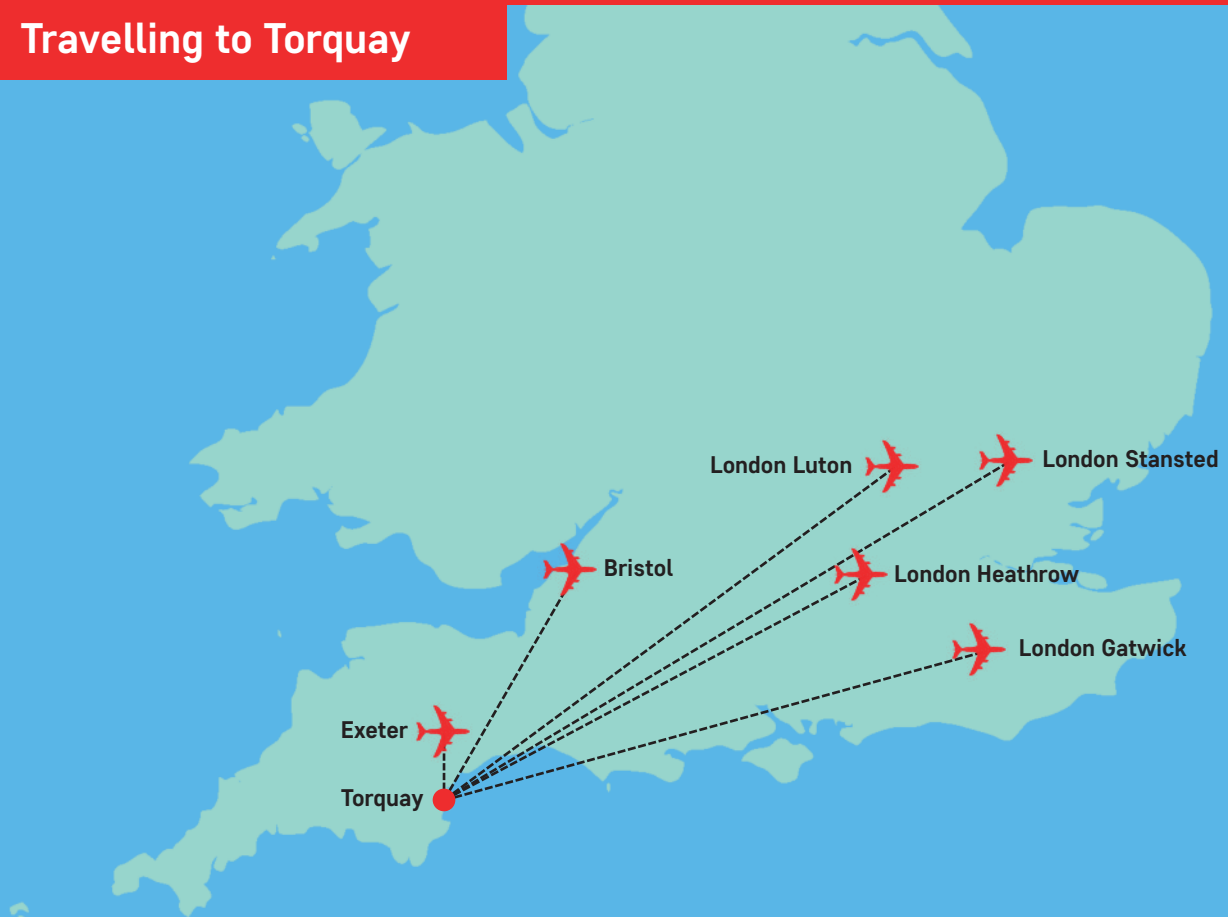 Travelling to Torquay
London Luton
London Stansted
Bristol
London Heathrow
London Gatwick
Exeter
Torquay